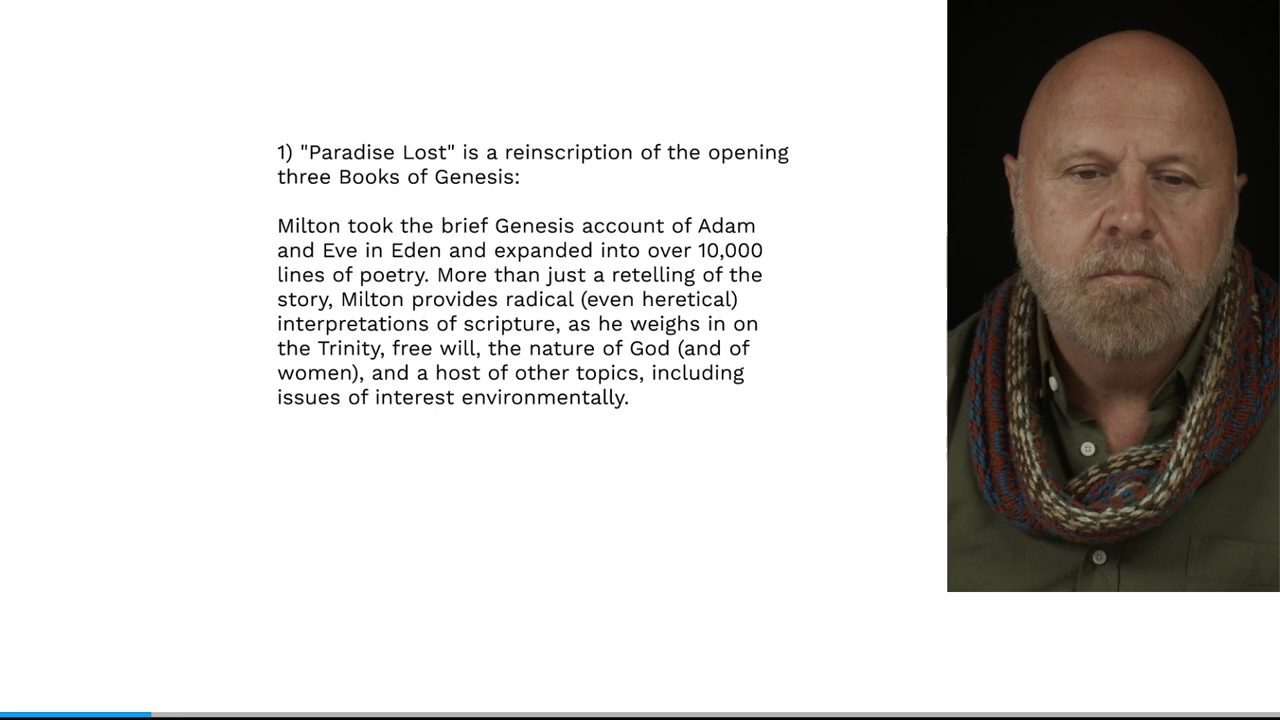 1) "Paradise Lost" is a reinscription of the opening
three Books of Genesis:
Milton took the brief Genesis account of Adam
and Eve in Eden and expanded into over 10,000
lines of poetry. More than just a retelling of the
story, Milton provides radical (even heretical)
interpretations of scripture, as he weighs in on
the Trinity, free will, the nature of God (and of
women), and a host of other topics, including
issues of interest environmentally.